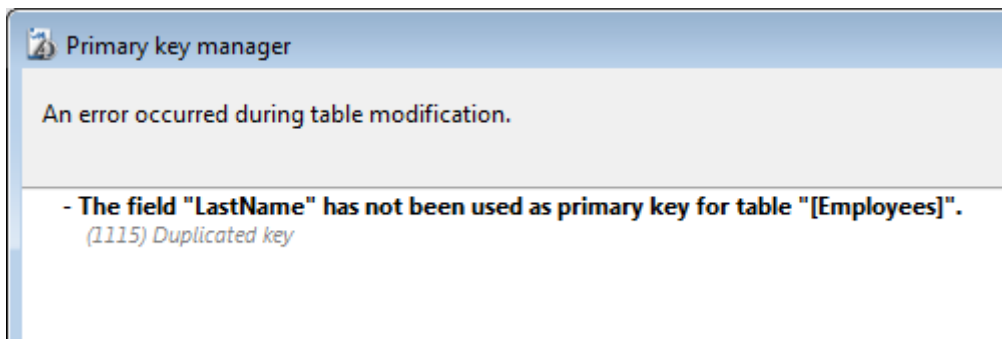 Primary key manager
An error occurred during table modification.
- The field "LastName" has not been used as primary key for table "[Employees]".
(1115) Duplicated key